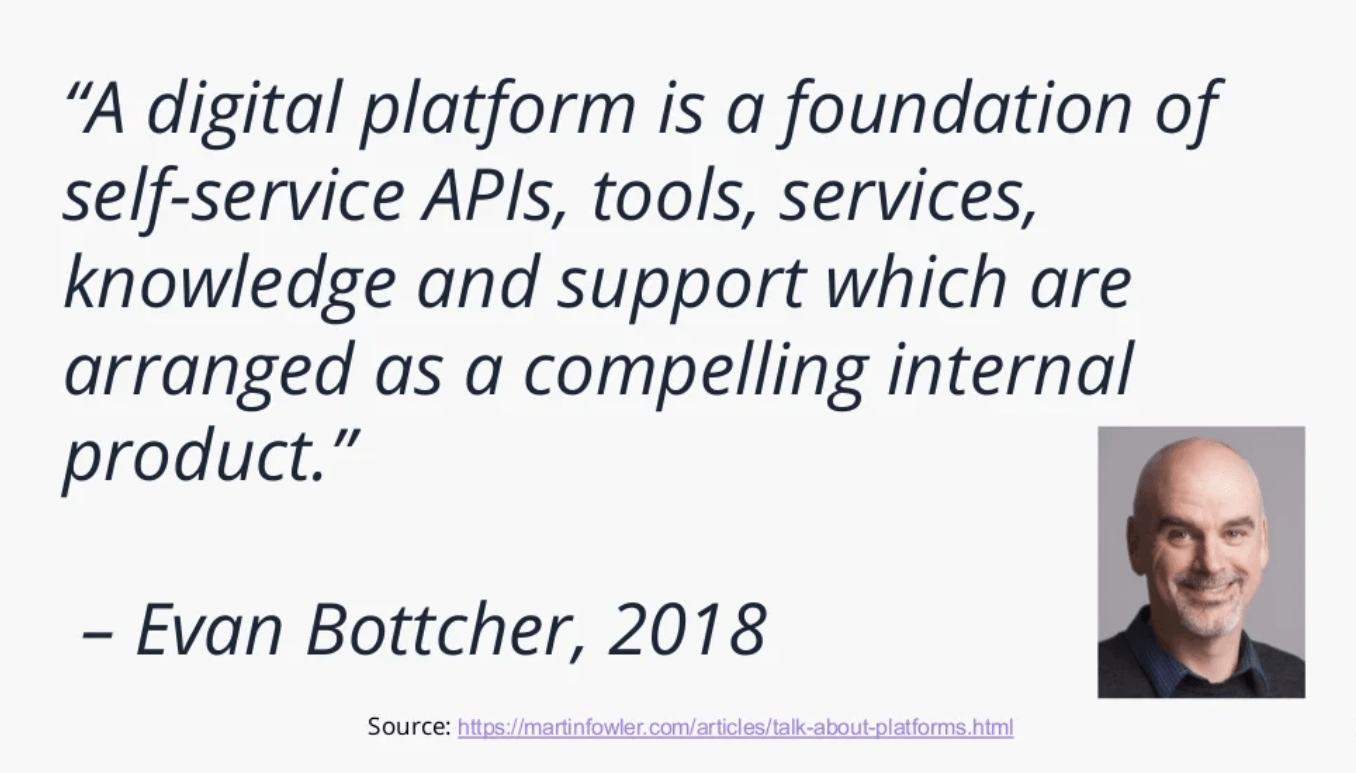 “A digital platform is a foundation of
self-service APIs, tools, services,
knowledge and support which are
arranged as a compelling internal
product.”
– Evan Bottcher, 2018
Source: https://martinfowler.com/articles/talk-about-platforms.html